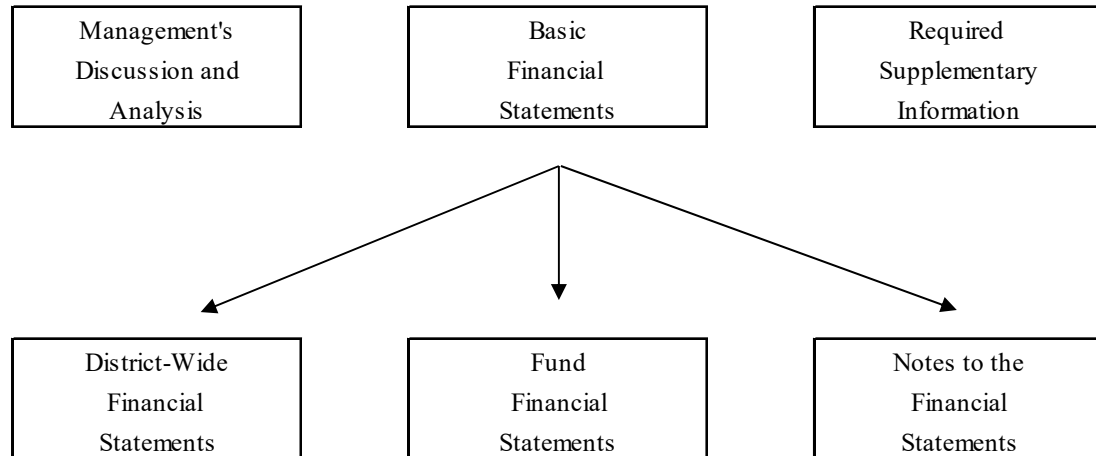 Management's
Discussion and
Analysis
Basic
Financial
Statements
Required
Supplementary
Information
District-Wide
Financial
Statements
Fund
Financial
Statements
Notes to the
Financial
Statements